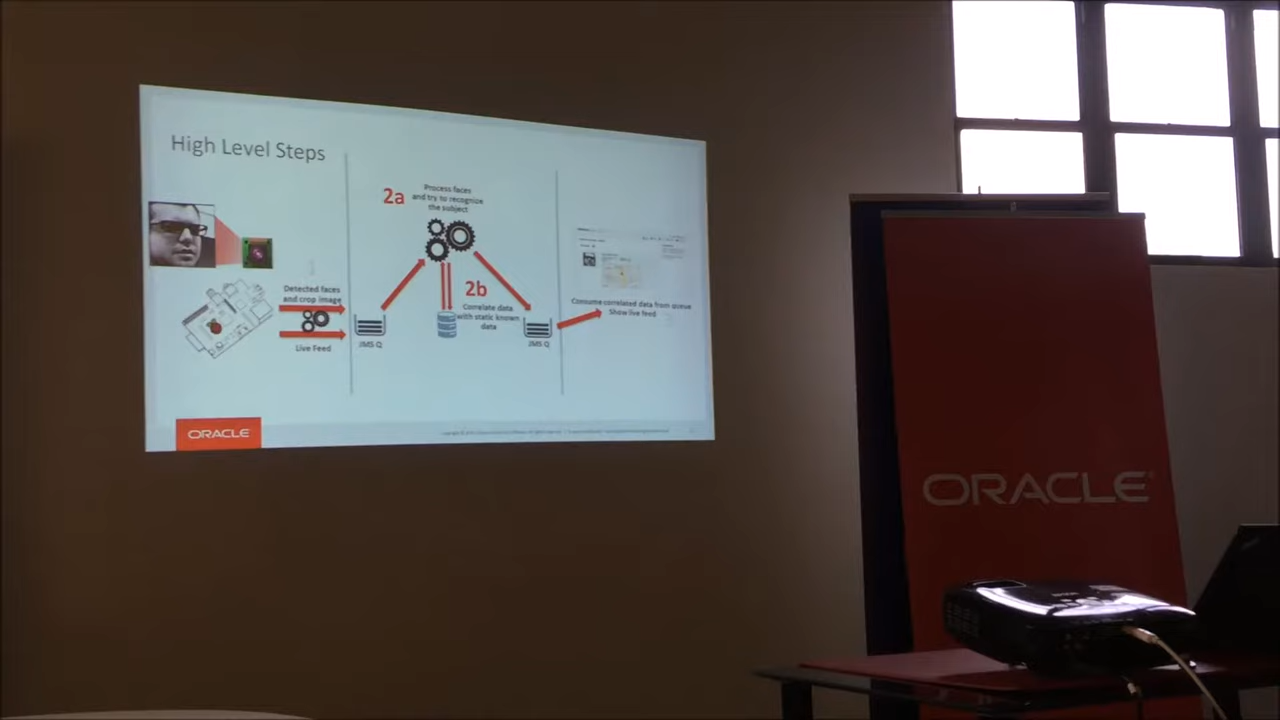 High Level Steps
2a
Process faces
and try to recognize
the subject
Detected faces
and crop image
Live Feed
JMS Q
2b
Correlate data
with static known
data
JMS Q
Consume correlated data from queue
Show live feed
ORACLE
ORACLE